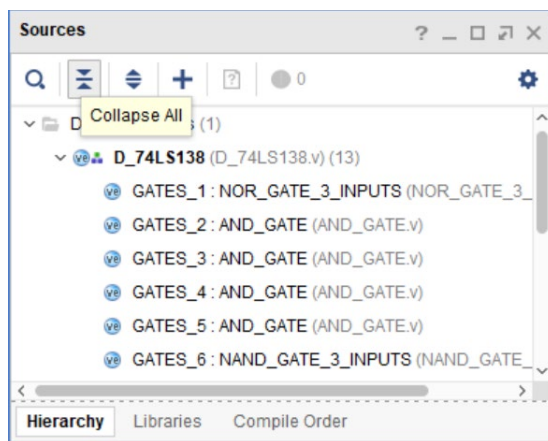 Sources
? 0
Collapse All
D s (1)
D_74LS138 (D_74LS138.v) (13)
GATES_1 : NOR_GATE_3_INPUTS (NOR_GATE_3_
GATES_2 : AND_GATE (AND_GATE.v)
GATES_3 : AND_GATE (AND_GATE.v)
GATES_4 : AND_GATE (AND_GATE.v)
GATES_5 : AND_GATE (AND_GATE.v)
GATES_6 : NAND_GATE_3_INPUTS (NAND_GATE_
Hierarchy Libraries Compile Order